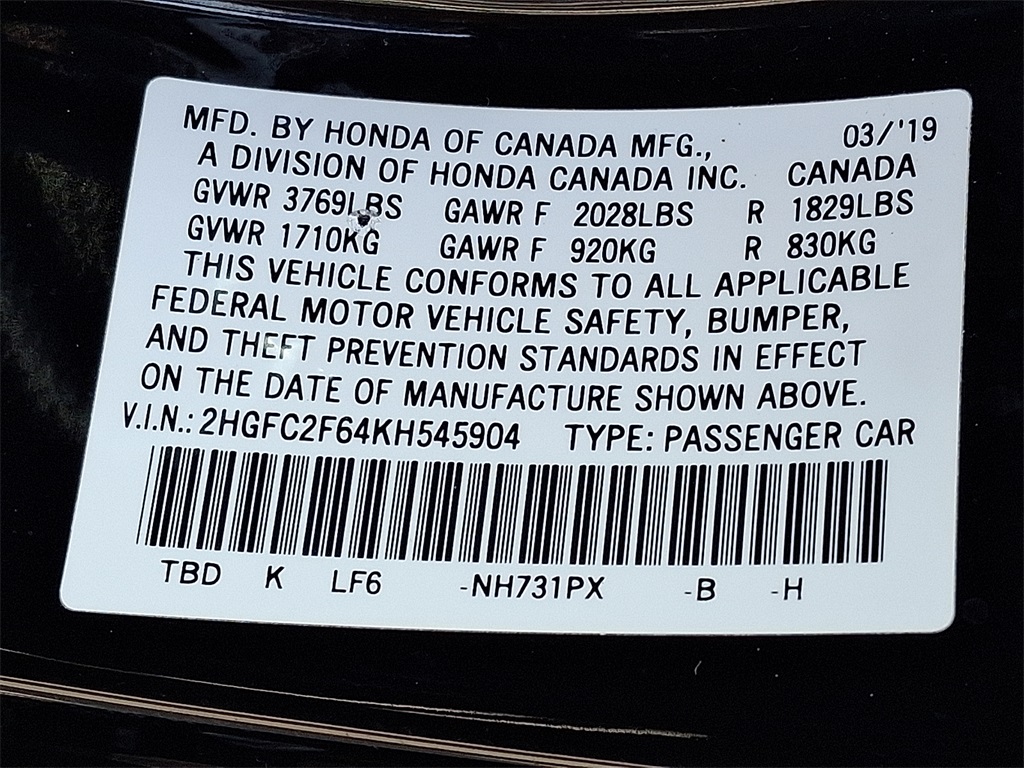 MFD. BY HONDA OF CANADA MFG., 03/'19
A DIVISION OF HONDA CANADA INC. CANADA
GVWR 3769LBS GAWR F 2028LBS R 1829LBS
GVWR 1710KG GAWR F 920KG R 830KG
THIS VEHICLE CONFORMS TO ALL APPLICABLE
FEDERAL MOTOR VEHICLE SAFETY, BUMPER,
AND THEFT PREVENTION STANDARDS IN EFFECT
ON THE DATE OF MANUFACTURE SHOWN ABOVE.
V.I.N.: 2HGFC2F64KH545904 TYPE: PASSENGER CAR
TBD K LF6 -NH731PX -B -H